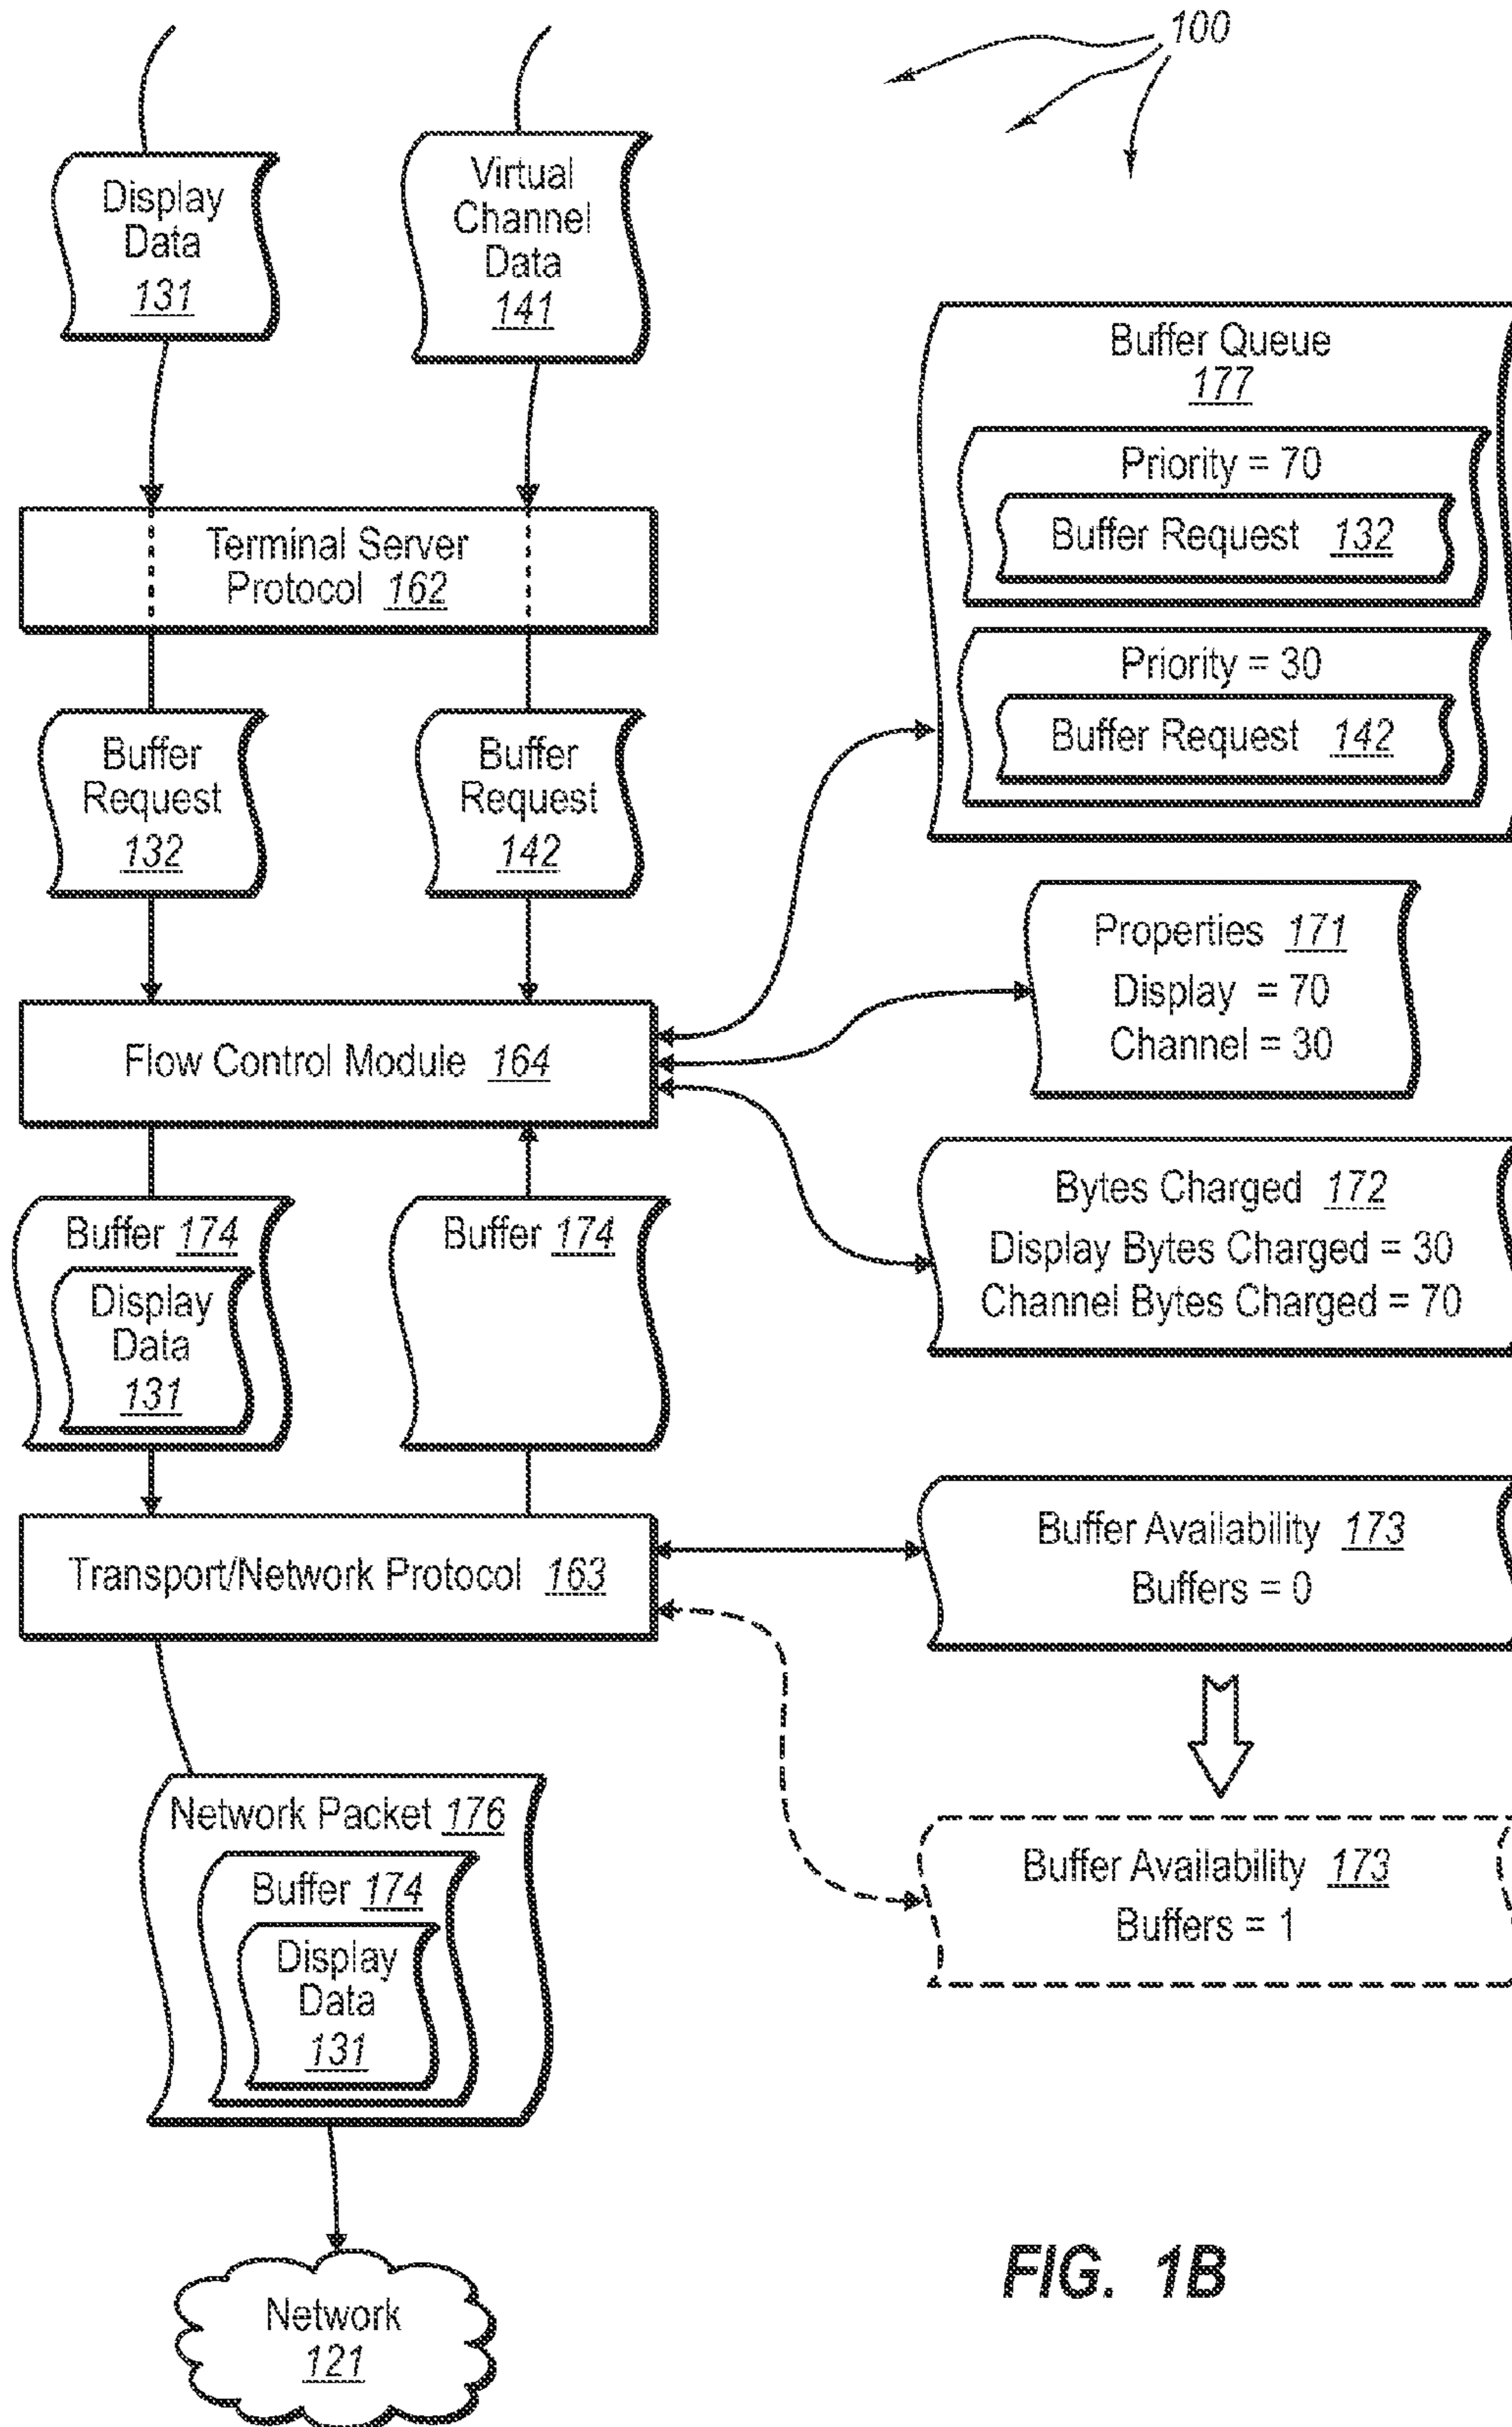 100
Display
Data
131
Virtual
Channel
Data
141
Buffer Queue
177
Priority = 70
Buffer Request 132
Priority = 30
Buffer Request 142
Terminal Server
Protocol 162
Buffer
Request
132
Buffer
Request
142
Properties 171
Display = 70
Channel = 30
Flow Control Module 164
Bytes Charged 172
Display Bytes Charged = 30
Channel Bytes Charged = 70
Buffer 174
Display
Data
131
Buffer 174
Transport/Network Protocol 163
Buffer Availability 173
Buffers = 0
Buffer Availability 173
Buffers = 1
Network Packet 176
Buffer 174
Display
Data
131
Network
121
FIG. 1B